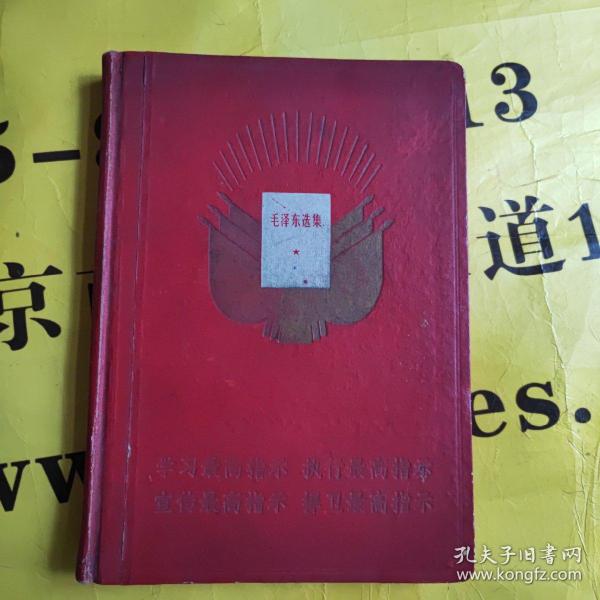 13
京
道1
es.
ww
毛泽东选集
学习最高指示 执行最高指示
宣传最高指示 捍卫最高指示
孔夫子旧书网
www.kongfz.com